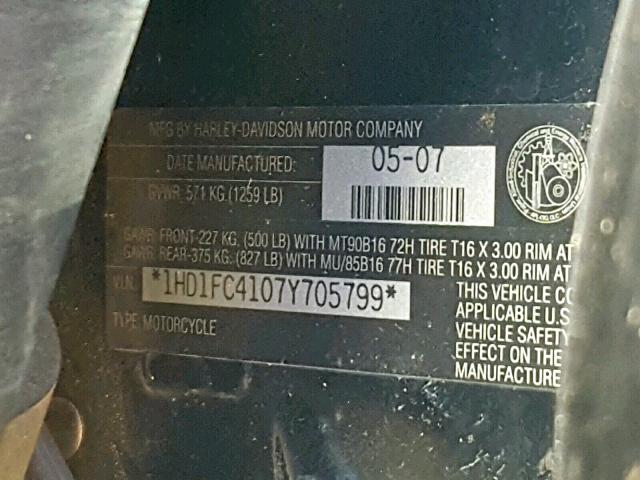 MFG BY HARLEY-DAVIDSON MOTOR COMPANY
DATE MANUFACTURED: 05-07
GVWR: 571 KG. (1259 LB)
GAWR: FRONT-227 KG. (500 LB) WITH MT90B16 72H TIRE T16 X 3.00 RIM AT
GAWR: REAR-375 KG. (827 LB) WITH MU/85B16 77H TIRE T16 X 3.00 RIM AT
V.I.N.: *1HD1FC4107Y705799*
TYPE: MOTORCYCLE
THIS VEHICLE CO
APPLICABLE U.S
VEHICLE SAFETY
EFFECT ON THE
MANUFACTURE